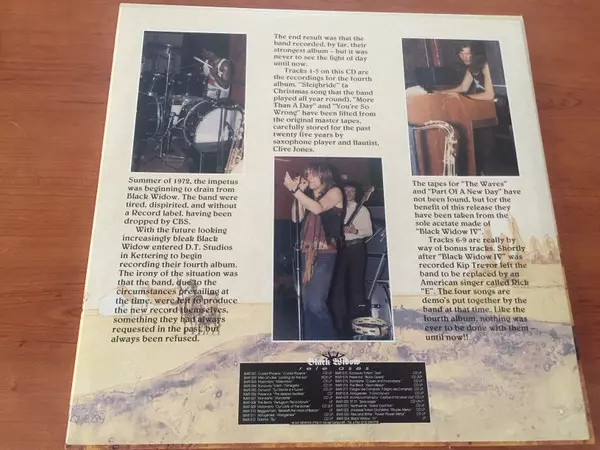 The end result was that the
band recorded, by far, their
strongest album – but it was
never to see the light of day
until now.
Tracks 1-5 on this CD are
the recordings for the fourth
album, "Sleighride" (a
Christmas song that the band
played all year round), "More
Than A Day" and "You're So
Wrong" have been lifted from
the original master tapes,
carefully stored for the past
twenty five years by
saxophone player and flautist,
Clive Jones.
Summer of 1972, the impetus
was beginning to drain from
Black Widow. The band were
tired, dispirited, and without
a Record label, having been
dropped by CBS.
With the future looking
increasingly bleak Black
Widow entered D.T. Studios
in Kettering to begin
recording their fourth album.
The irony of the situation was
that the band, due to the
circumstances prevailing at
the time, were left to produce
the new record themselves,
something they had always
requested in the past, but
always been refused.
The tapes for "The Waves"
and "Part Of A New Day" have
not been found, but for the
benefit of this release they
have been taken from the
sole acetate made of
"Black Widow IV".
Tracks 6-9 are really by
way of bonus tracks. Shortly
after "Black Widow IV" was
recorded Kip Trevor left the
band to be replaced by an
American singer called Rick
"E". The four songs are
demo's put together by the
band at that time. Like the
fourth album, nothing was
ever to be done with them –
until now!!
Black Widow
releases